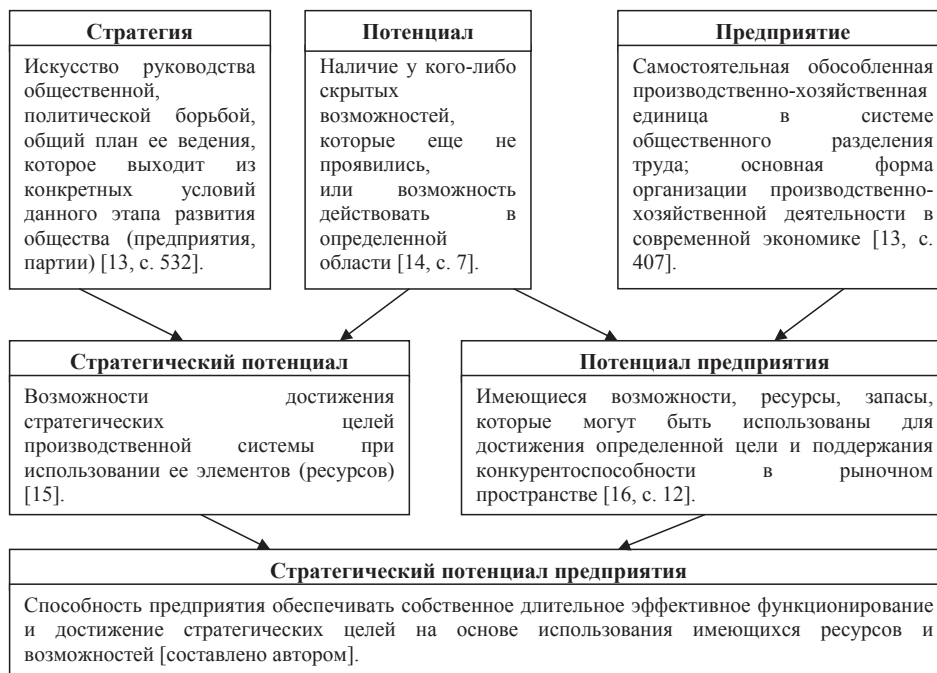 Стратегия
Искусство руководства
общественной,
политической борьбой,
общий план ее ведения,
которое выходит из
конкретных условий
данного этапа развития
общества (предприятия,
партии) [13, с. 532].
Потенциал
Наличие у кого-либо
скрытых
возможностей,
которые еще не
проявились,
или возможность
действовать в
определенной
области [14, с. 7].
Предприятие
Самостоятельная обособленная
производственно-хозяйственная
единица в системе
общественного разделения
труда; основная форма
организации производственно-
хозяйственной деятельности в
современной экономике [13, с.
407].
Стратегический потенциал
Возможности достижения
стратегических целей
производственной системы при
использовании ее элементов (ресурсов)
[15].
Потенциал предприятия
Имеющиеся возможности, ресурсы, запасы,
которые могут быть использованы для
достижения определенной цели и поддержания
конкурентоспособности в рыночном
пространстве [16, с. 12].
Стратегический потенциал предприятия
Способность предприятия обеспечивать собственное длительное эффективное функционирование
и достижение стратегических целей на основе использования имеющихся ресурсов и
возможностей [составлено автором].